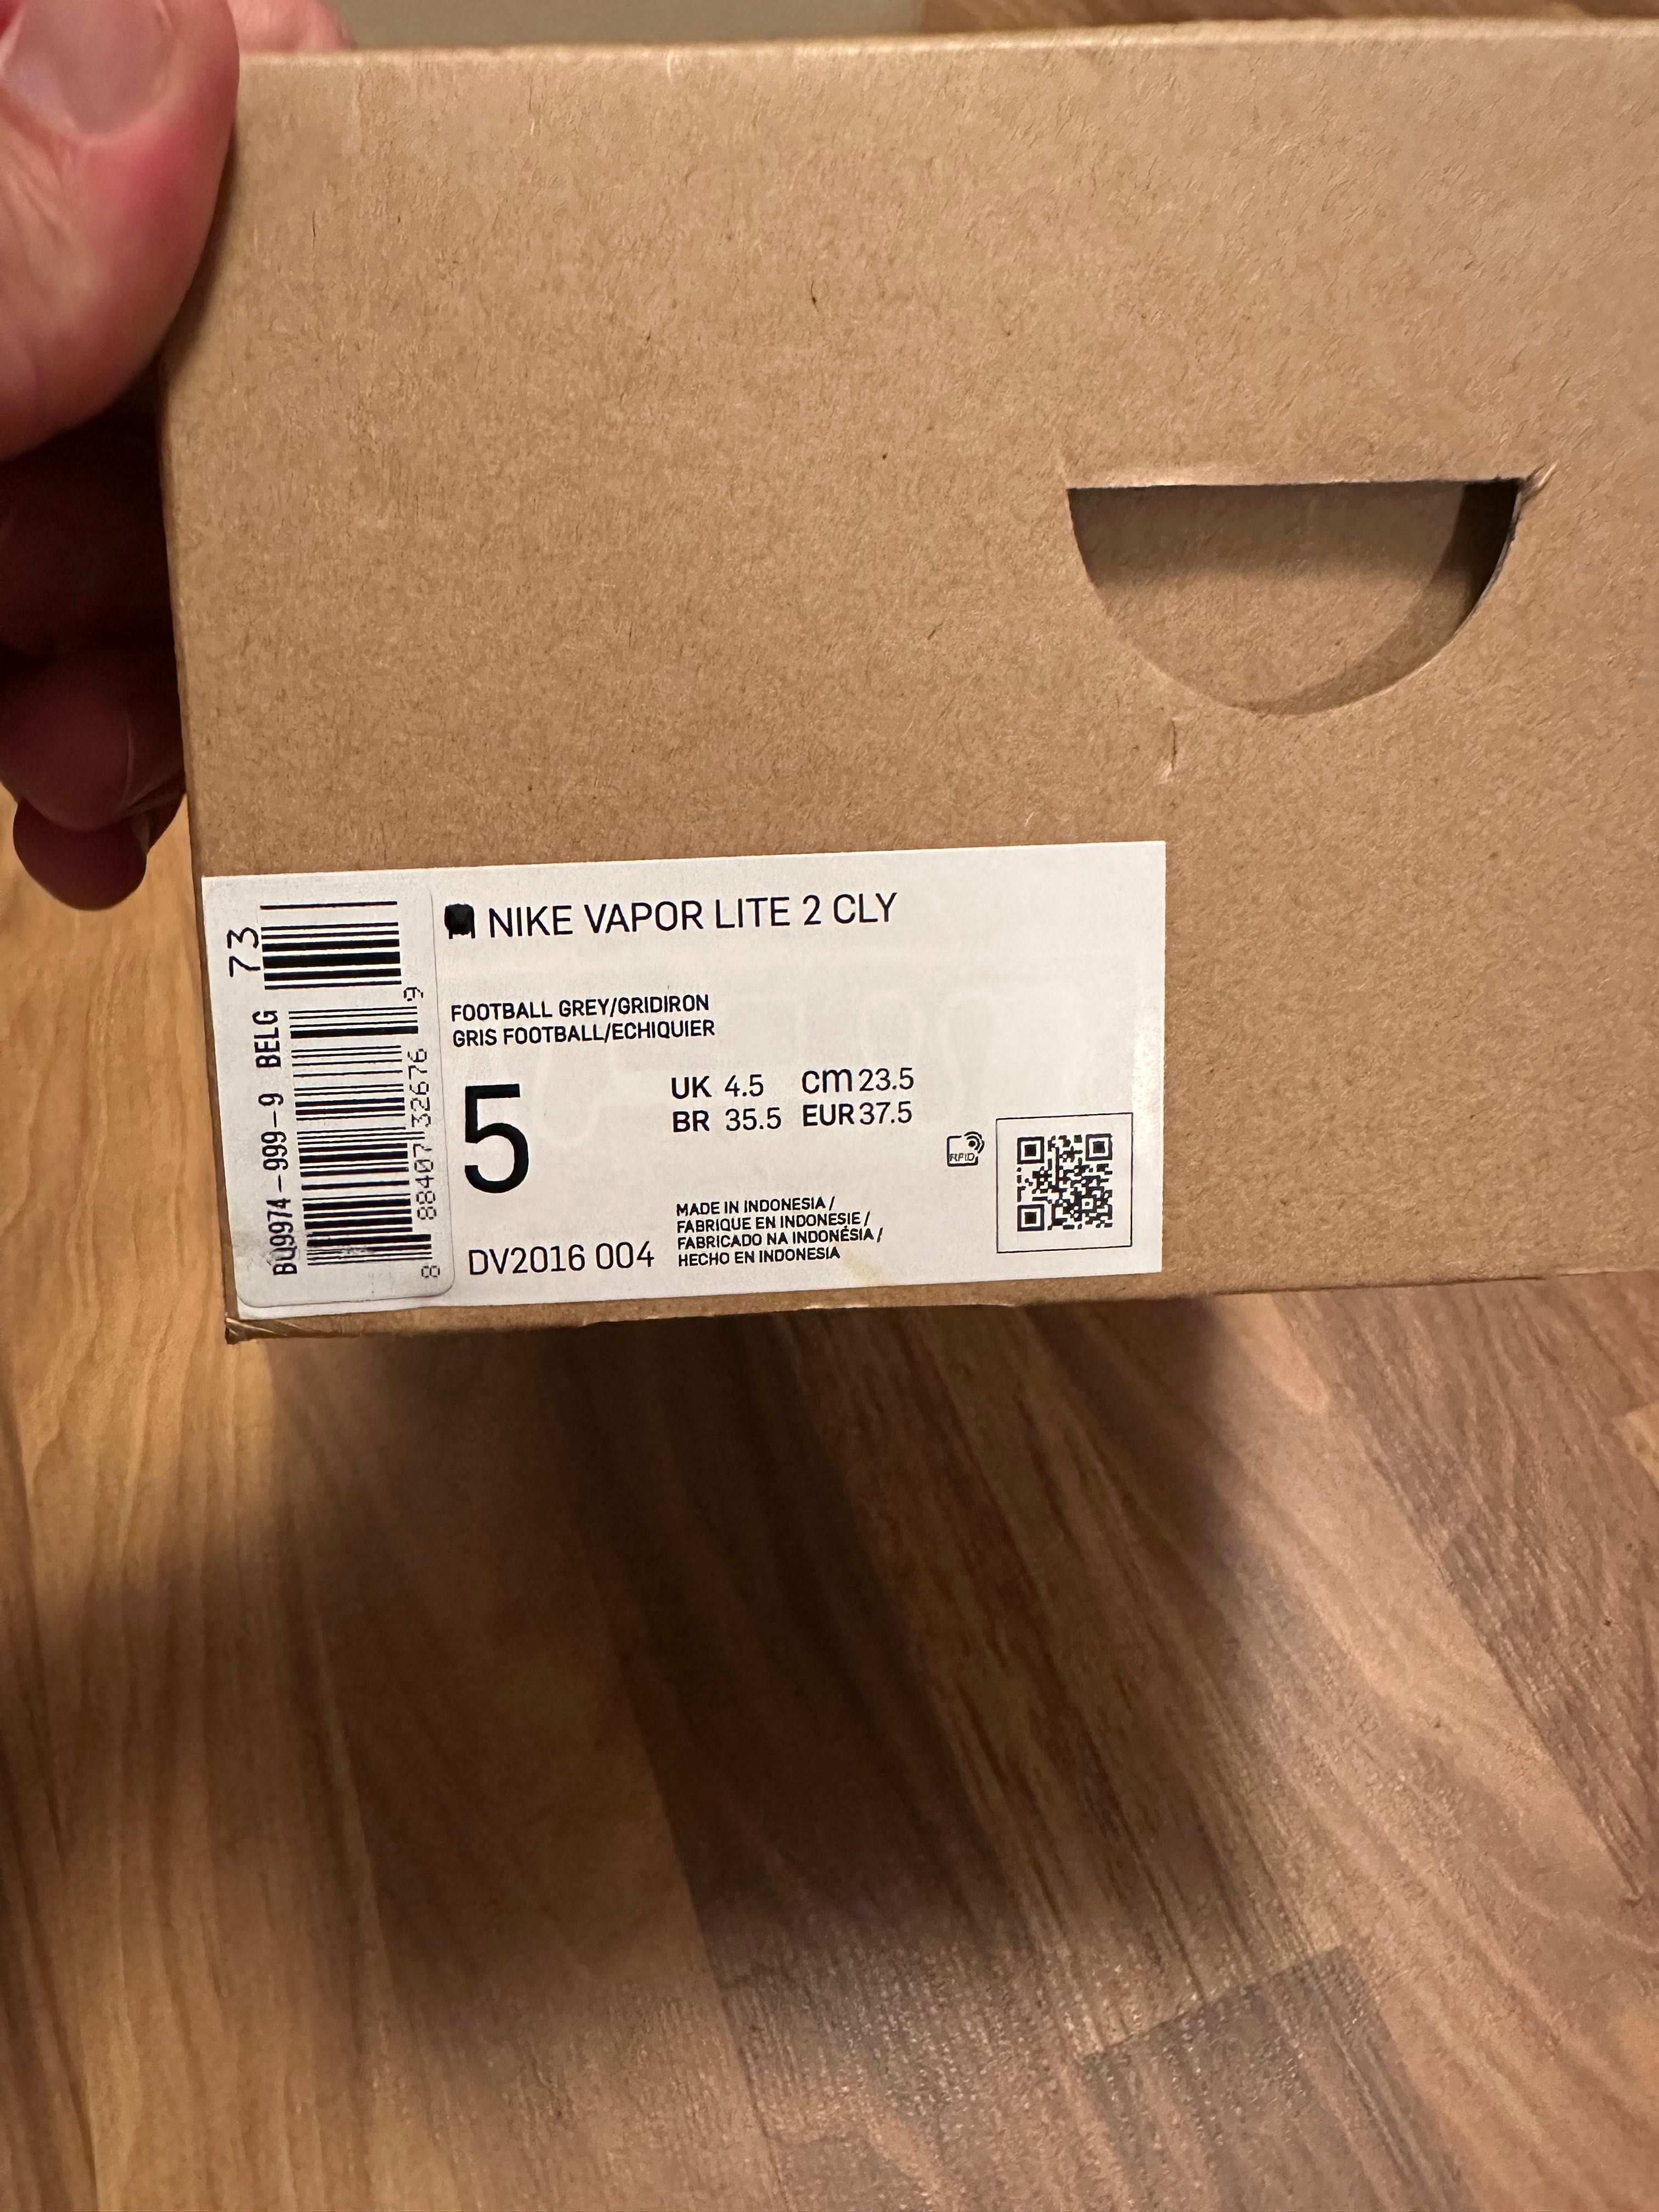 NIKE VAPOR LITE 2 CLY
FOOTBALL GREY/GRIDIRON
GRIS FOOTBALL/ECHIQUIER
5
UK 4.5 CM 23.5
BR 35.5 EUR 37.5
RFID
MADE IN INDONESIA /
FABRIQUE EN INDONESIE /
FABRICADO NA INDONÉSIA /
HECHO EN INDONESIA
DV2016 004
BQ9974-999-9 BELG 73
8 88407 32676 9